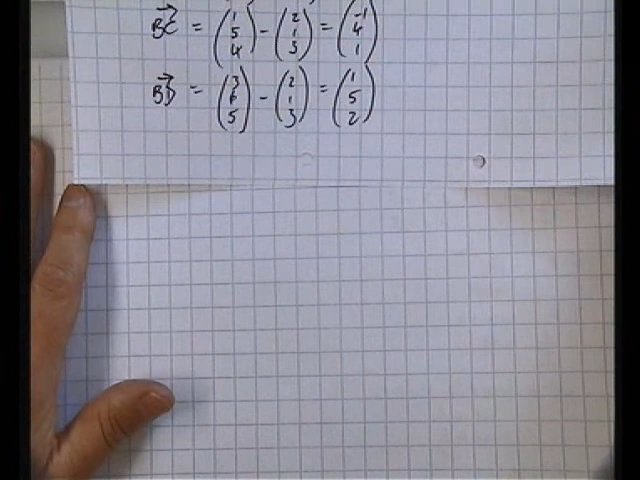 BC = (1 5 4) - (2 1 3) = (-1 4 1)
BD = (3 6 5) - (2 1 3) = (1 5 2)